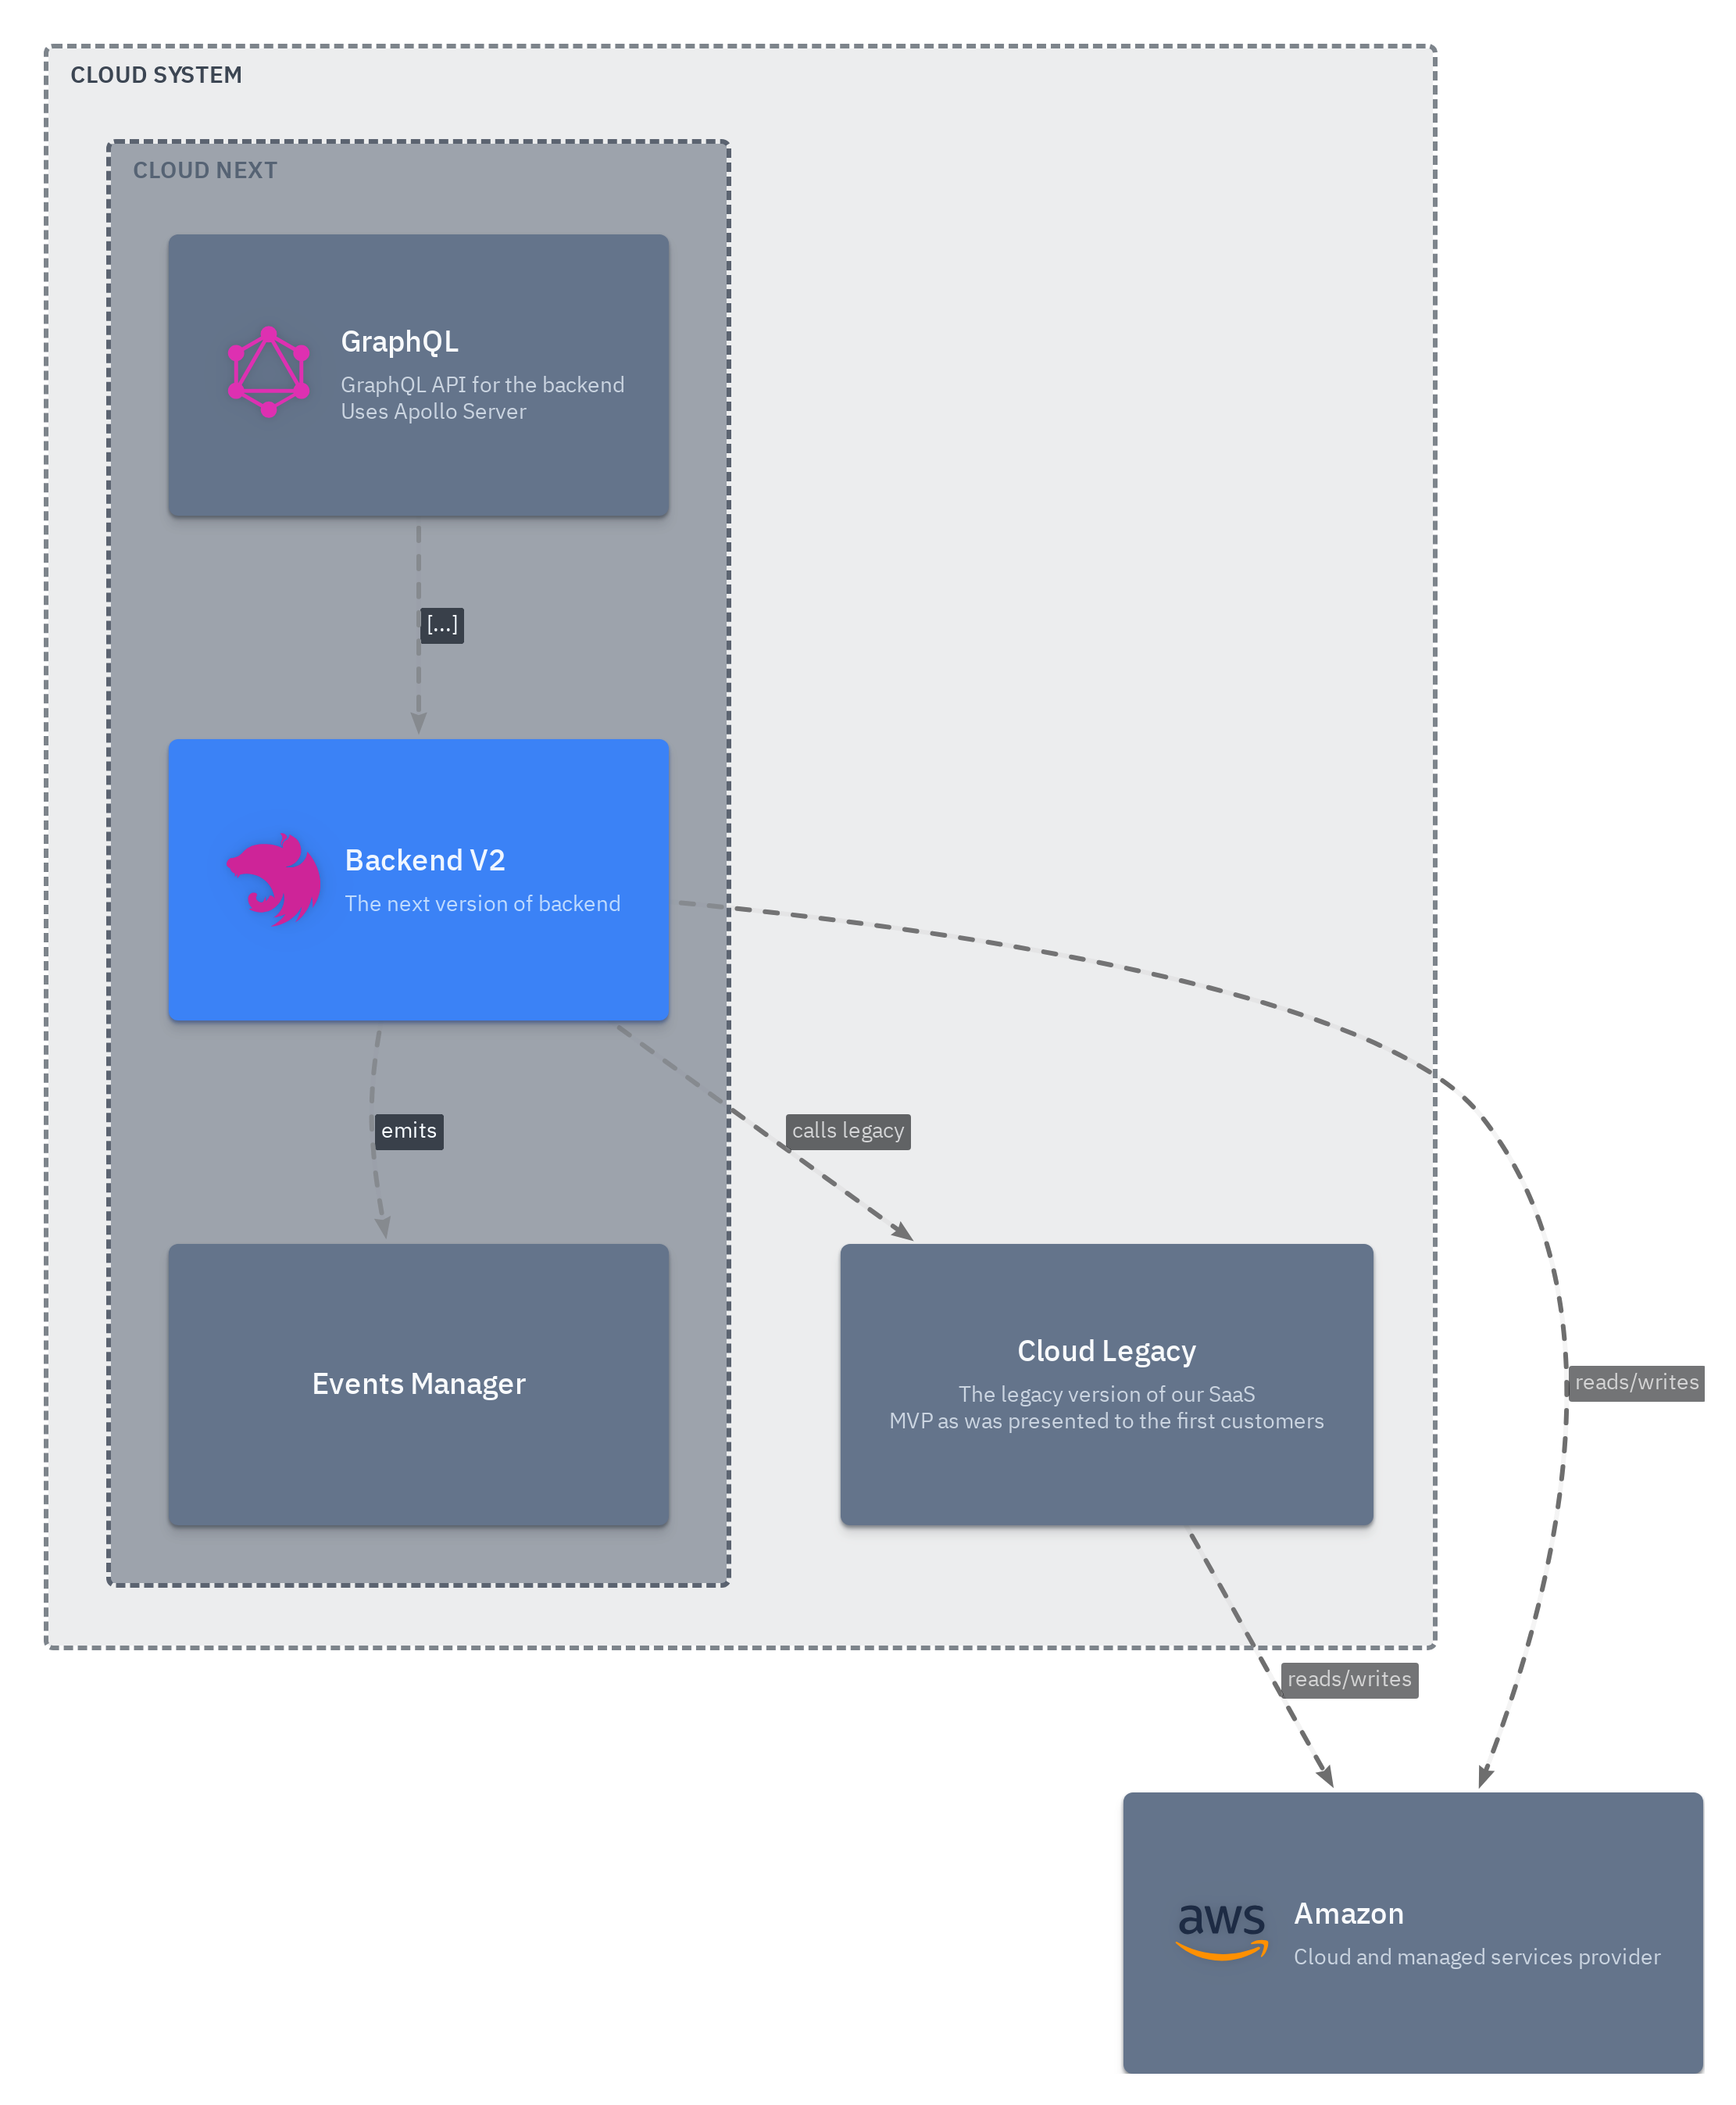 CLOUD SYSTEM
CLOUD NEXT
GraphQL
GraphQL API for the backend
Uses Apollo Server
[...]
Backend V2
The next version of backend
emits
calls legacy
Events Manager
Cloud Legacy
The legacy version of our SaaS
MVP as was presented to the first customers
reads/writes
reads/writes
aws
Amazon
Cloud and managed services provider